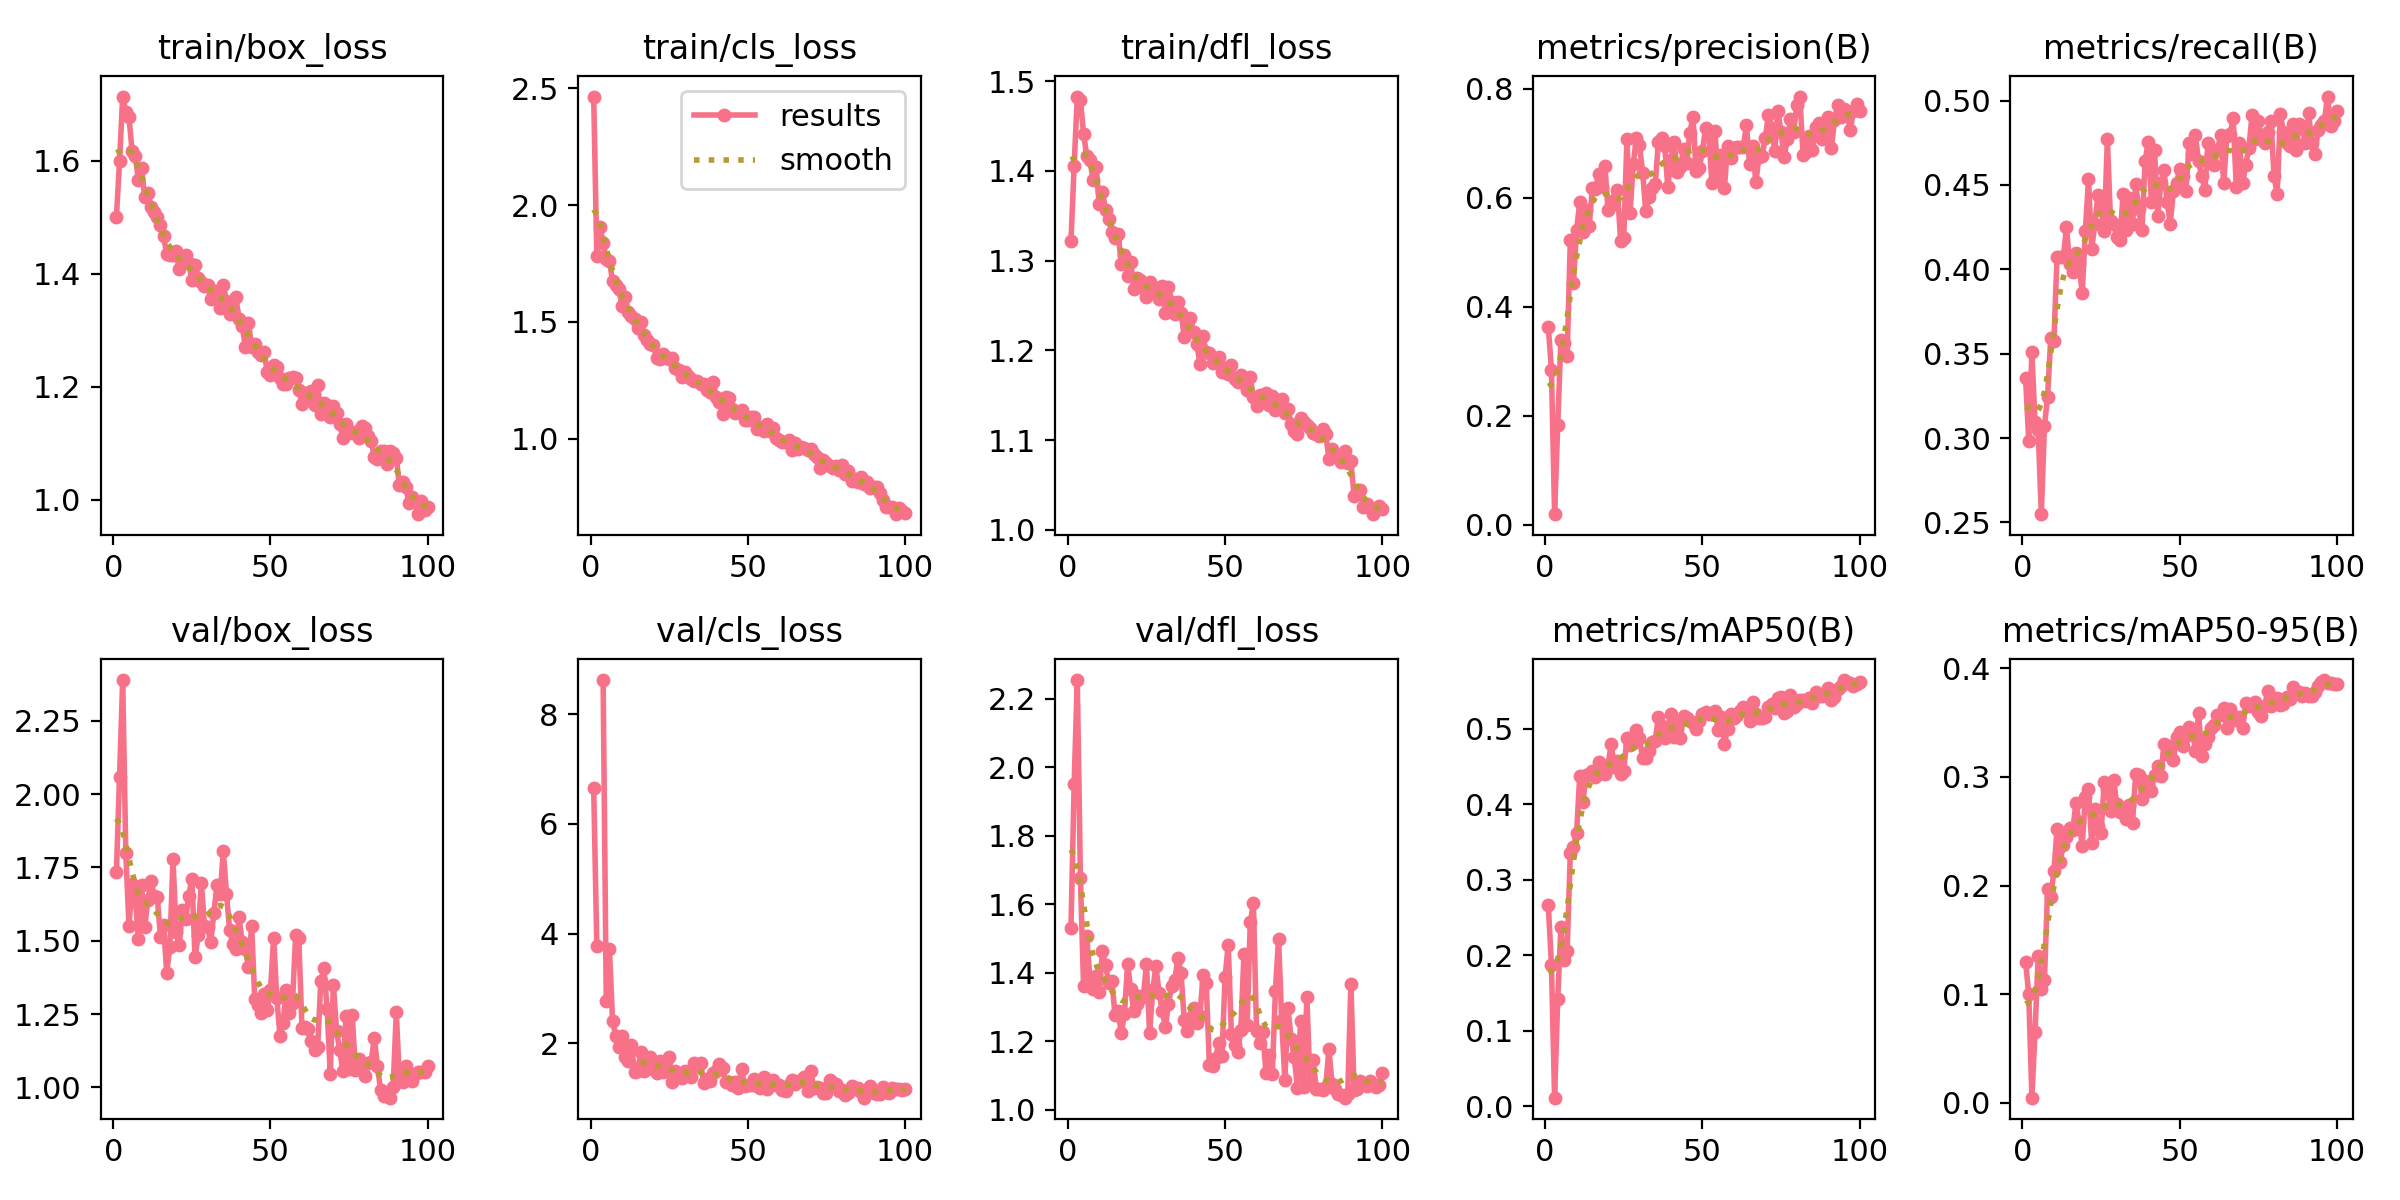 train/box_loss
1.6
1.4
1.2
1.0
0 50 100
train/cls_loss
results
smooth
2.5
2.0
1.5
1.0
0 50 100
train/dfl_loss
1.5
1.4
1.3
1.2
1.1
1.0
0 50 100
metrics/precision(B)
0.8
0.6
0.4
0.2
0.0
0 50 100
metrics/recall(B)
0.50
0.45
0.40
0.35
0.30
0.25
0 50 100
val/box_loss
2.25
2.00
1.75
1.50
1.25
1.00
0 50 100
val/cls_loss
8
6
4
2
0 50 100
val/dfl_loss
2.2
2.0
1.8
1.6
1.4
1.2
1.0
0 50 100
metrics/mAP50(B)
0.5
0.4
0.3
0.2
0.1
0.0
0 50 100
metrics/mAP50-95(B)
0.4
0.3
0.2
0.1
0.0
0 50 100